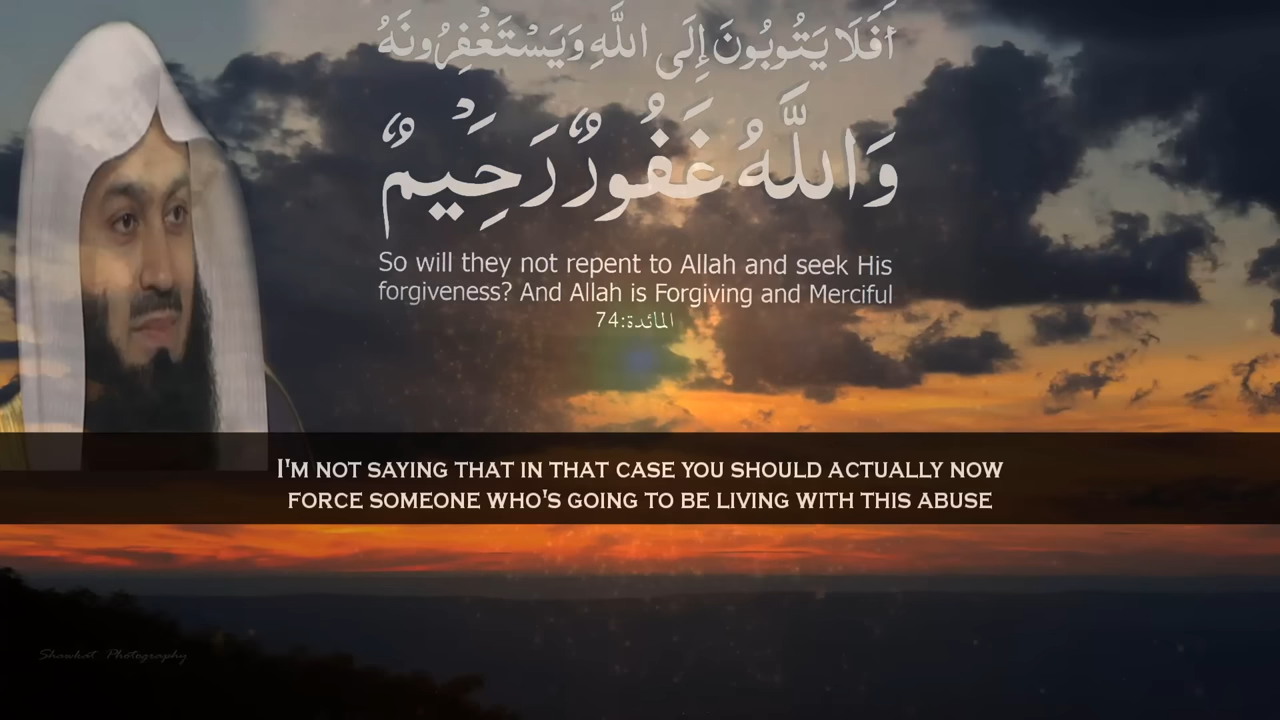 أَفَلَا يَتُوبُونَ إِلَى اللَّهِ وَيَسْتَغْفِرُونَهُ
وَاللَّهُ غَفُورٌ رَحِيمٌ
So will they not repent to Allah and seek His
forgiveness? And Allah is Forgiving and Merciful
المائدة:74
I'M NOT SAYING THAT IN THAT CASE YOU SHOULD ACTUALLY NOW
FORCE SOMEONE WHO'S GOING TO BE LIVING WITH THIS ABUSE
Shawkat Photography